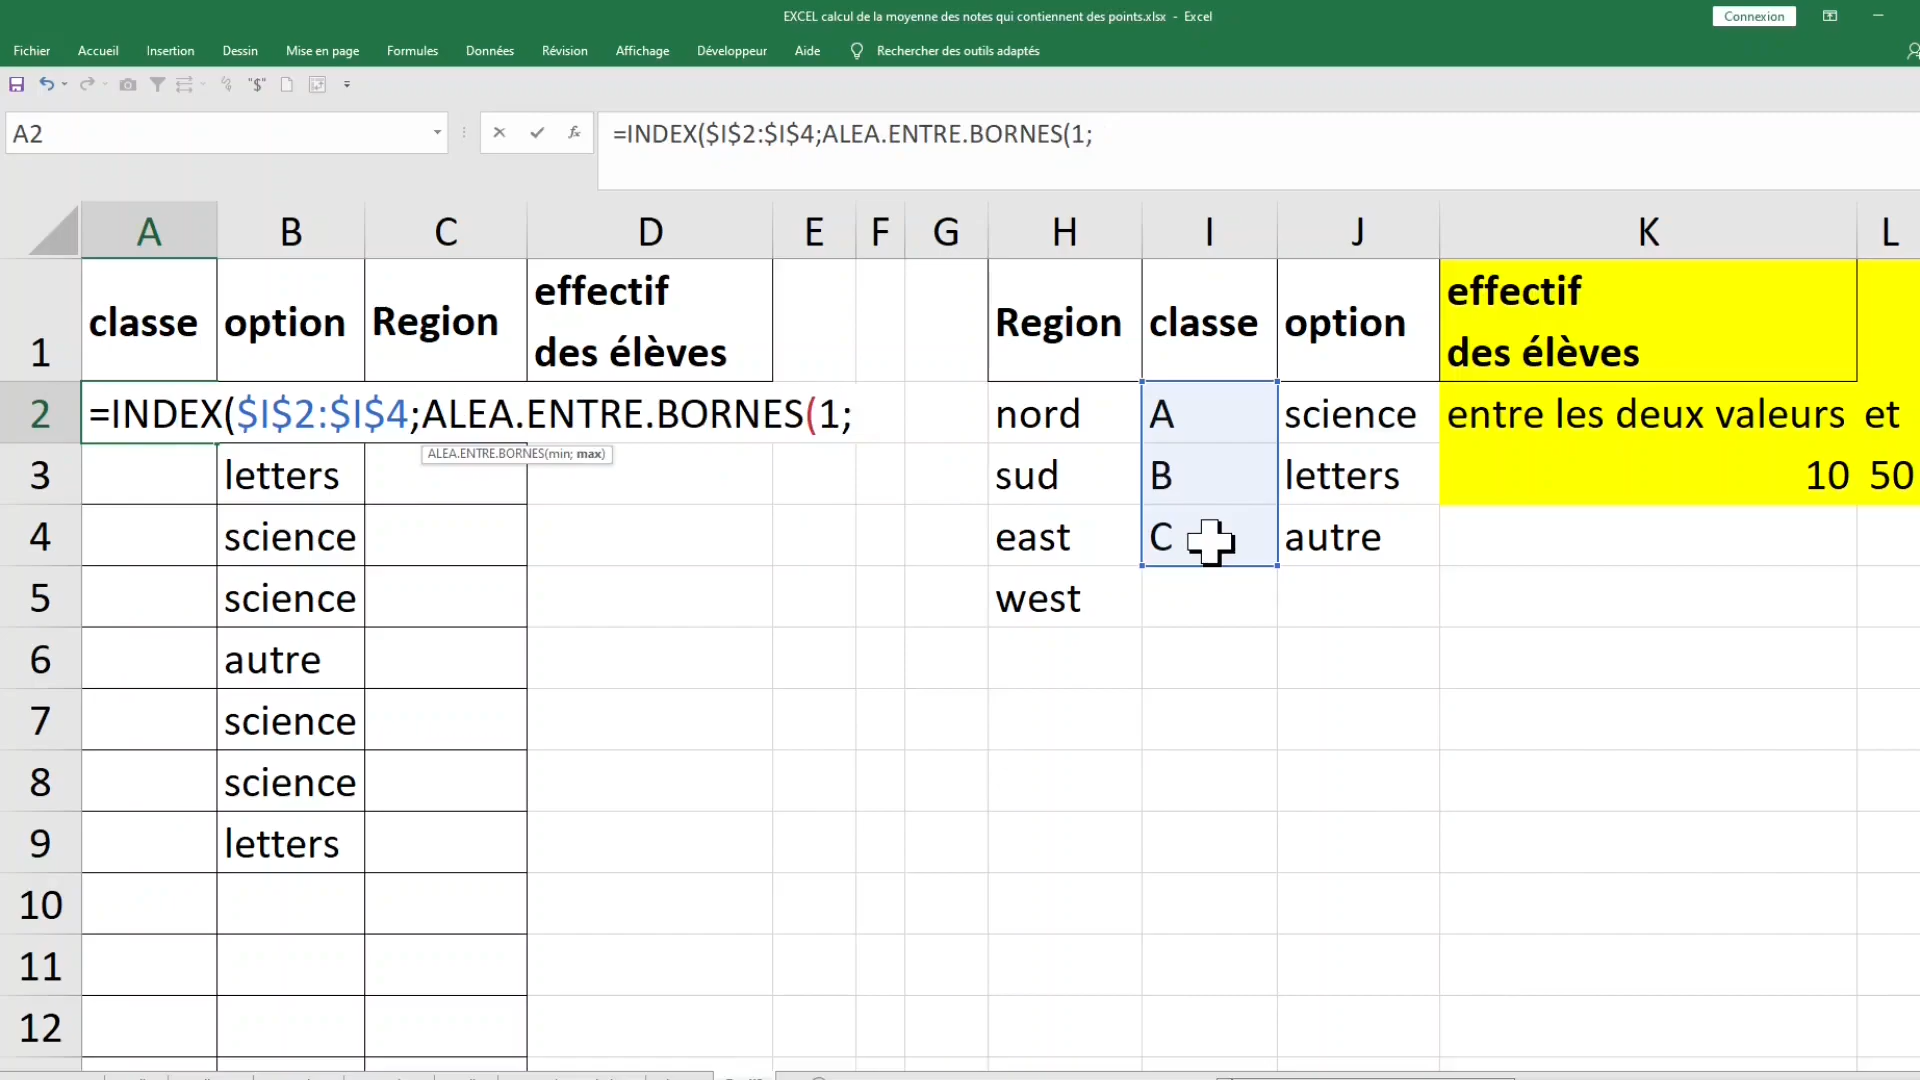 EXCEL calcul de la moyenne des notes qui contiennent des points.xlsx - Excel
Connexion
Fichier Accueil Insertion Dessin Mise en page Formules Données Révision Affichage Développeur Aide Rechercher des outils adaptés
"$"
A2 fx =INDEX($I$2:$I$4;ALEA.ENTRE.BORNES(1;
A B C D E F G H I J K L
effectif effectif
1 classe option Region Region classe option
des élèves des élèves
2 =INDEX($I$2:$I$4;ALEA.ENTRE.BORNES(1; nord A science entre les deux valeurs et
ALEA.ENTRE.BORNES(min; max)
3 letters sud B letters 10 50
4 science east C autre
5 science west
6 autre
7 science
8 science
9 letters
10
11
12